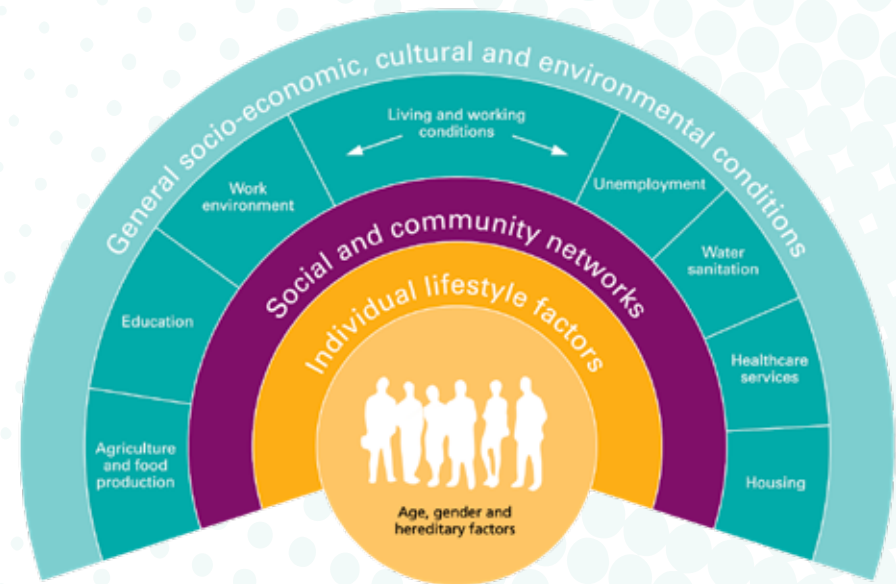 General socio-economic, cultural and environmental conditions
Living and working
conditions
Work
environment
Unemployment
Education
Water
sanitation
Agriculture
and food
production
Healthcare
services
Housing
Social and community networks
Individual lifestyle factors
Age, gender and
hereditary factors